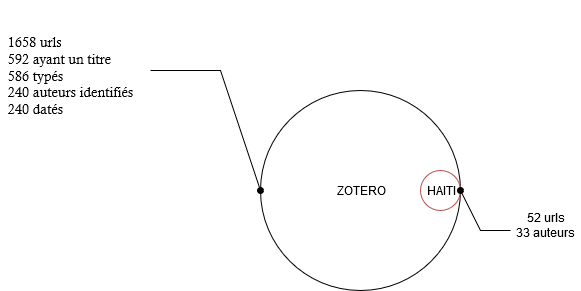 1658 urls
592 ayant un titre
586 typés
240 auteurs identifiés
240 datés
ZOTERO
HAITI
52 urls
33 auteurs